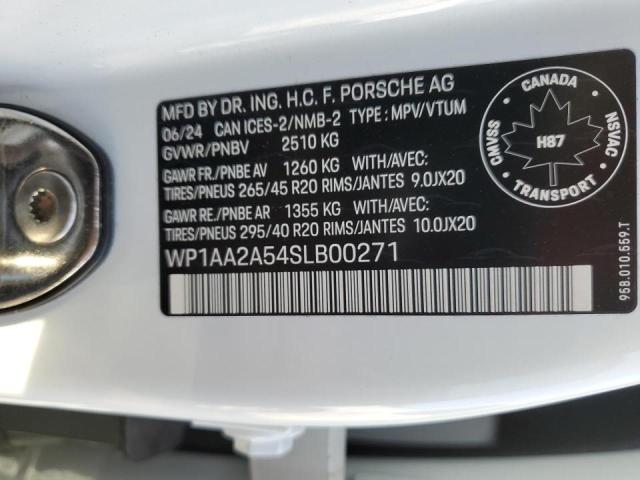 MFD BY DR. ING. H.C. F. PORSCHE AG
06/24 CAN ICES-2/NMB-2 TYPE : MPV/VTUM
GVWR/PNBV 2510 KG
GAWR FR./PNBE AV 1260 KG WITH/AVEC:
TIRES/PNEUS 265/45 R20 RIMS/JANTES 9.0JX20
GAWR RE./PNBE AR 1355 KG WITH/AVEC:
TIRES/PNEUS 295/40 R20 RIMS/JANTES 10.0JX20
WP1AA2A54SLB00271
CANADA
CMVSS
NSVAC
H87
TRANSPORT
95B.010.559.T